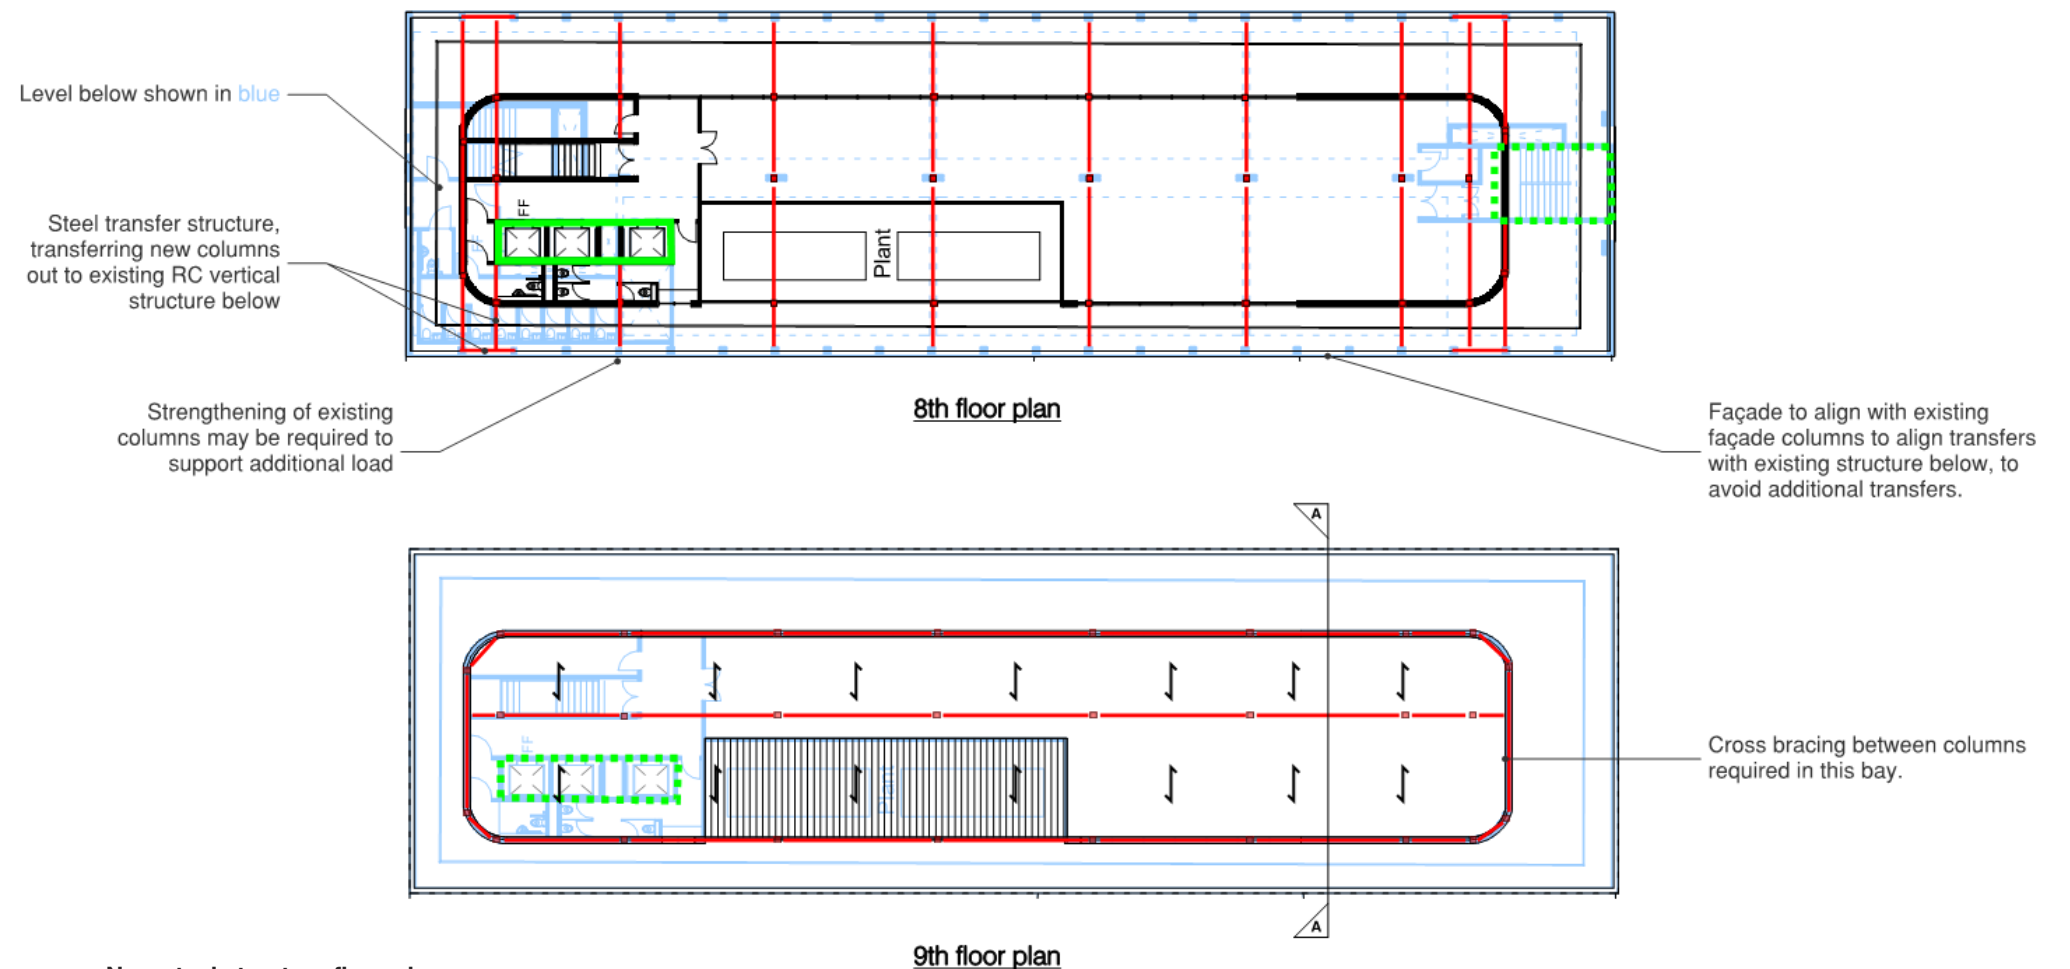 Level below shown in blue
Steel transfer structure,
transferring new columns
out to existing RC vertical
structure below
FF
FF
Plant
Strengthening of existing
columns may be required to
support additional load
8th floor plan
Façade to align with existing
façade columns to align transfers
with existing structure below, to
avoid additional transfers.
A
FF
Plant
Cross bracing between columns
required in this bay.
A
9th floor plan